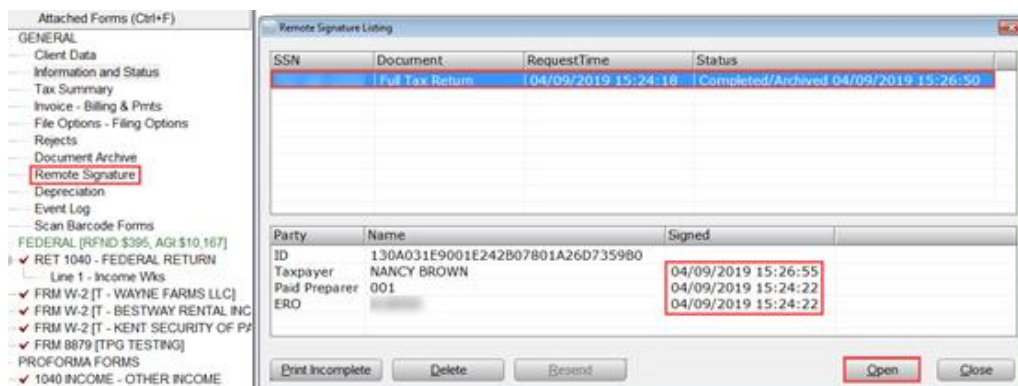 Attached Forms (Ctrl+F)
GENERAL
Client Data
Information and Status
Tax Summary
Invoice - Billing & Pmts
File Options - Filing Options
Rejects
Document Archive
Remote Signature
Depreciation
Event Log
Scan Barcode Forms
FEDERAL [RFND:$395, AGI:$10,167]
RET 1040 - FEDERAL RETURN
Line 1 - Income Wks
FRM W-2 [T - WAYNE FARMS LLC]
FRM W-2 [T - BESTWAY RENTAL INC
FRM W-2 [T - KENT SECURITY OF PA
FRM 8879 [TPG TESTING]
PROFORMA FORMS
1040 INCOME - OTHER INCOME
Remote Signature Listing
SSN Document RequestTime Status
Full Tax Return 04/09/2019 15:24:18 Completed/Archived 04/09/2019 15:26:50
Party Name Signed
ID 130A031E9001E242B07801A26D7359B0
Taxpayer NANCY BROWN 04/09/2019 15:26:55
Paid Preparer 001 04/09/2019 15:24:22
ERO 04/09/2019 15:24:22
Print Incomplete Delete Resend Open Close